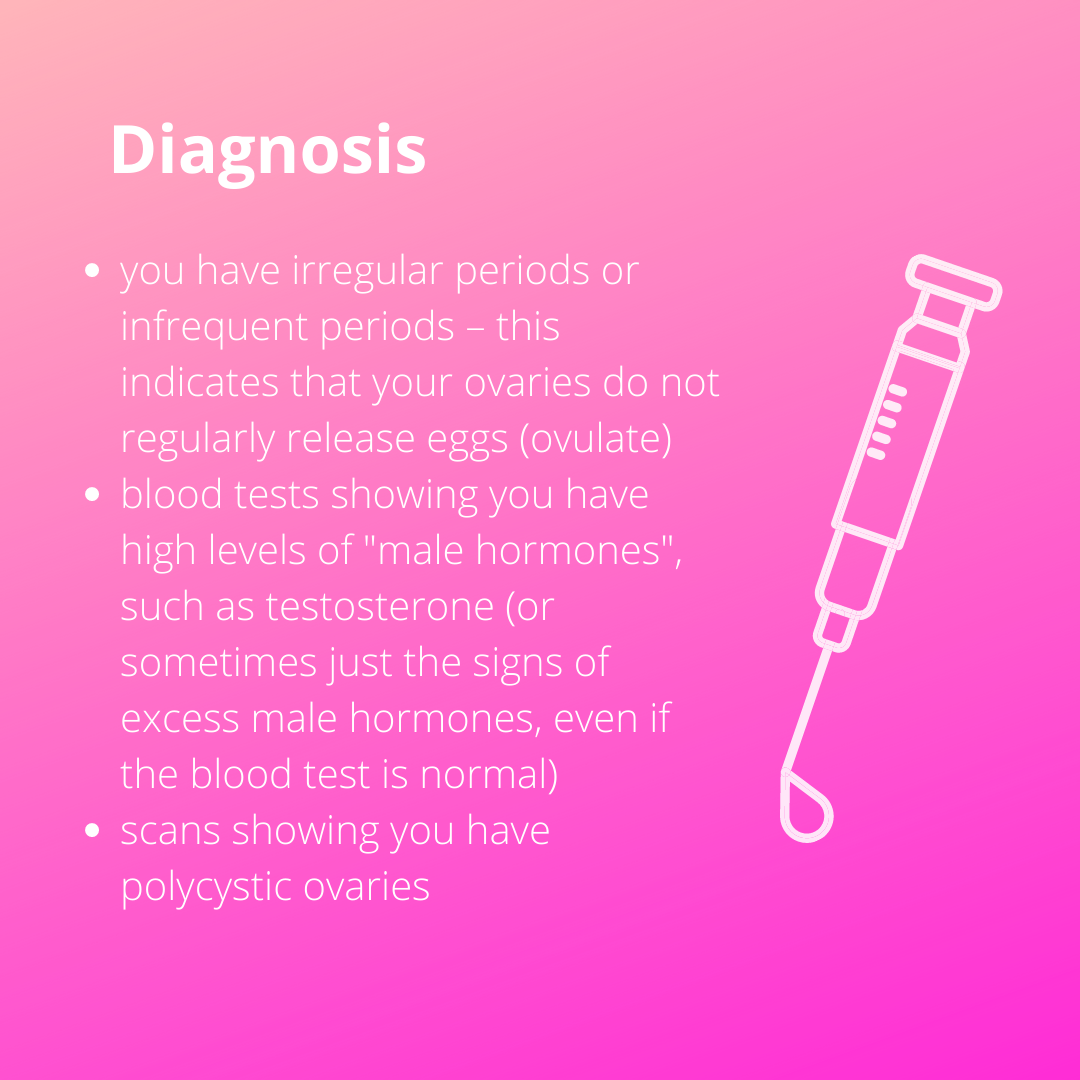 Diagnosis
• you have irregular periods or
infrequent periods – this
indicates that your ovaries do not
regularly release eggs (ovulate)
• blood tests showing you have
high levels of "male hormones",
such as testosterone (or
sometimes just the signs of
excess male hormones, even if
the blood test is normal)
• scans showing you have
polycystic ovaries